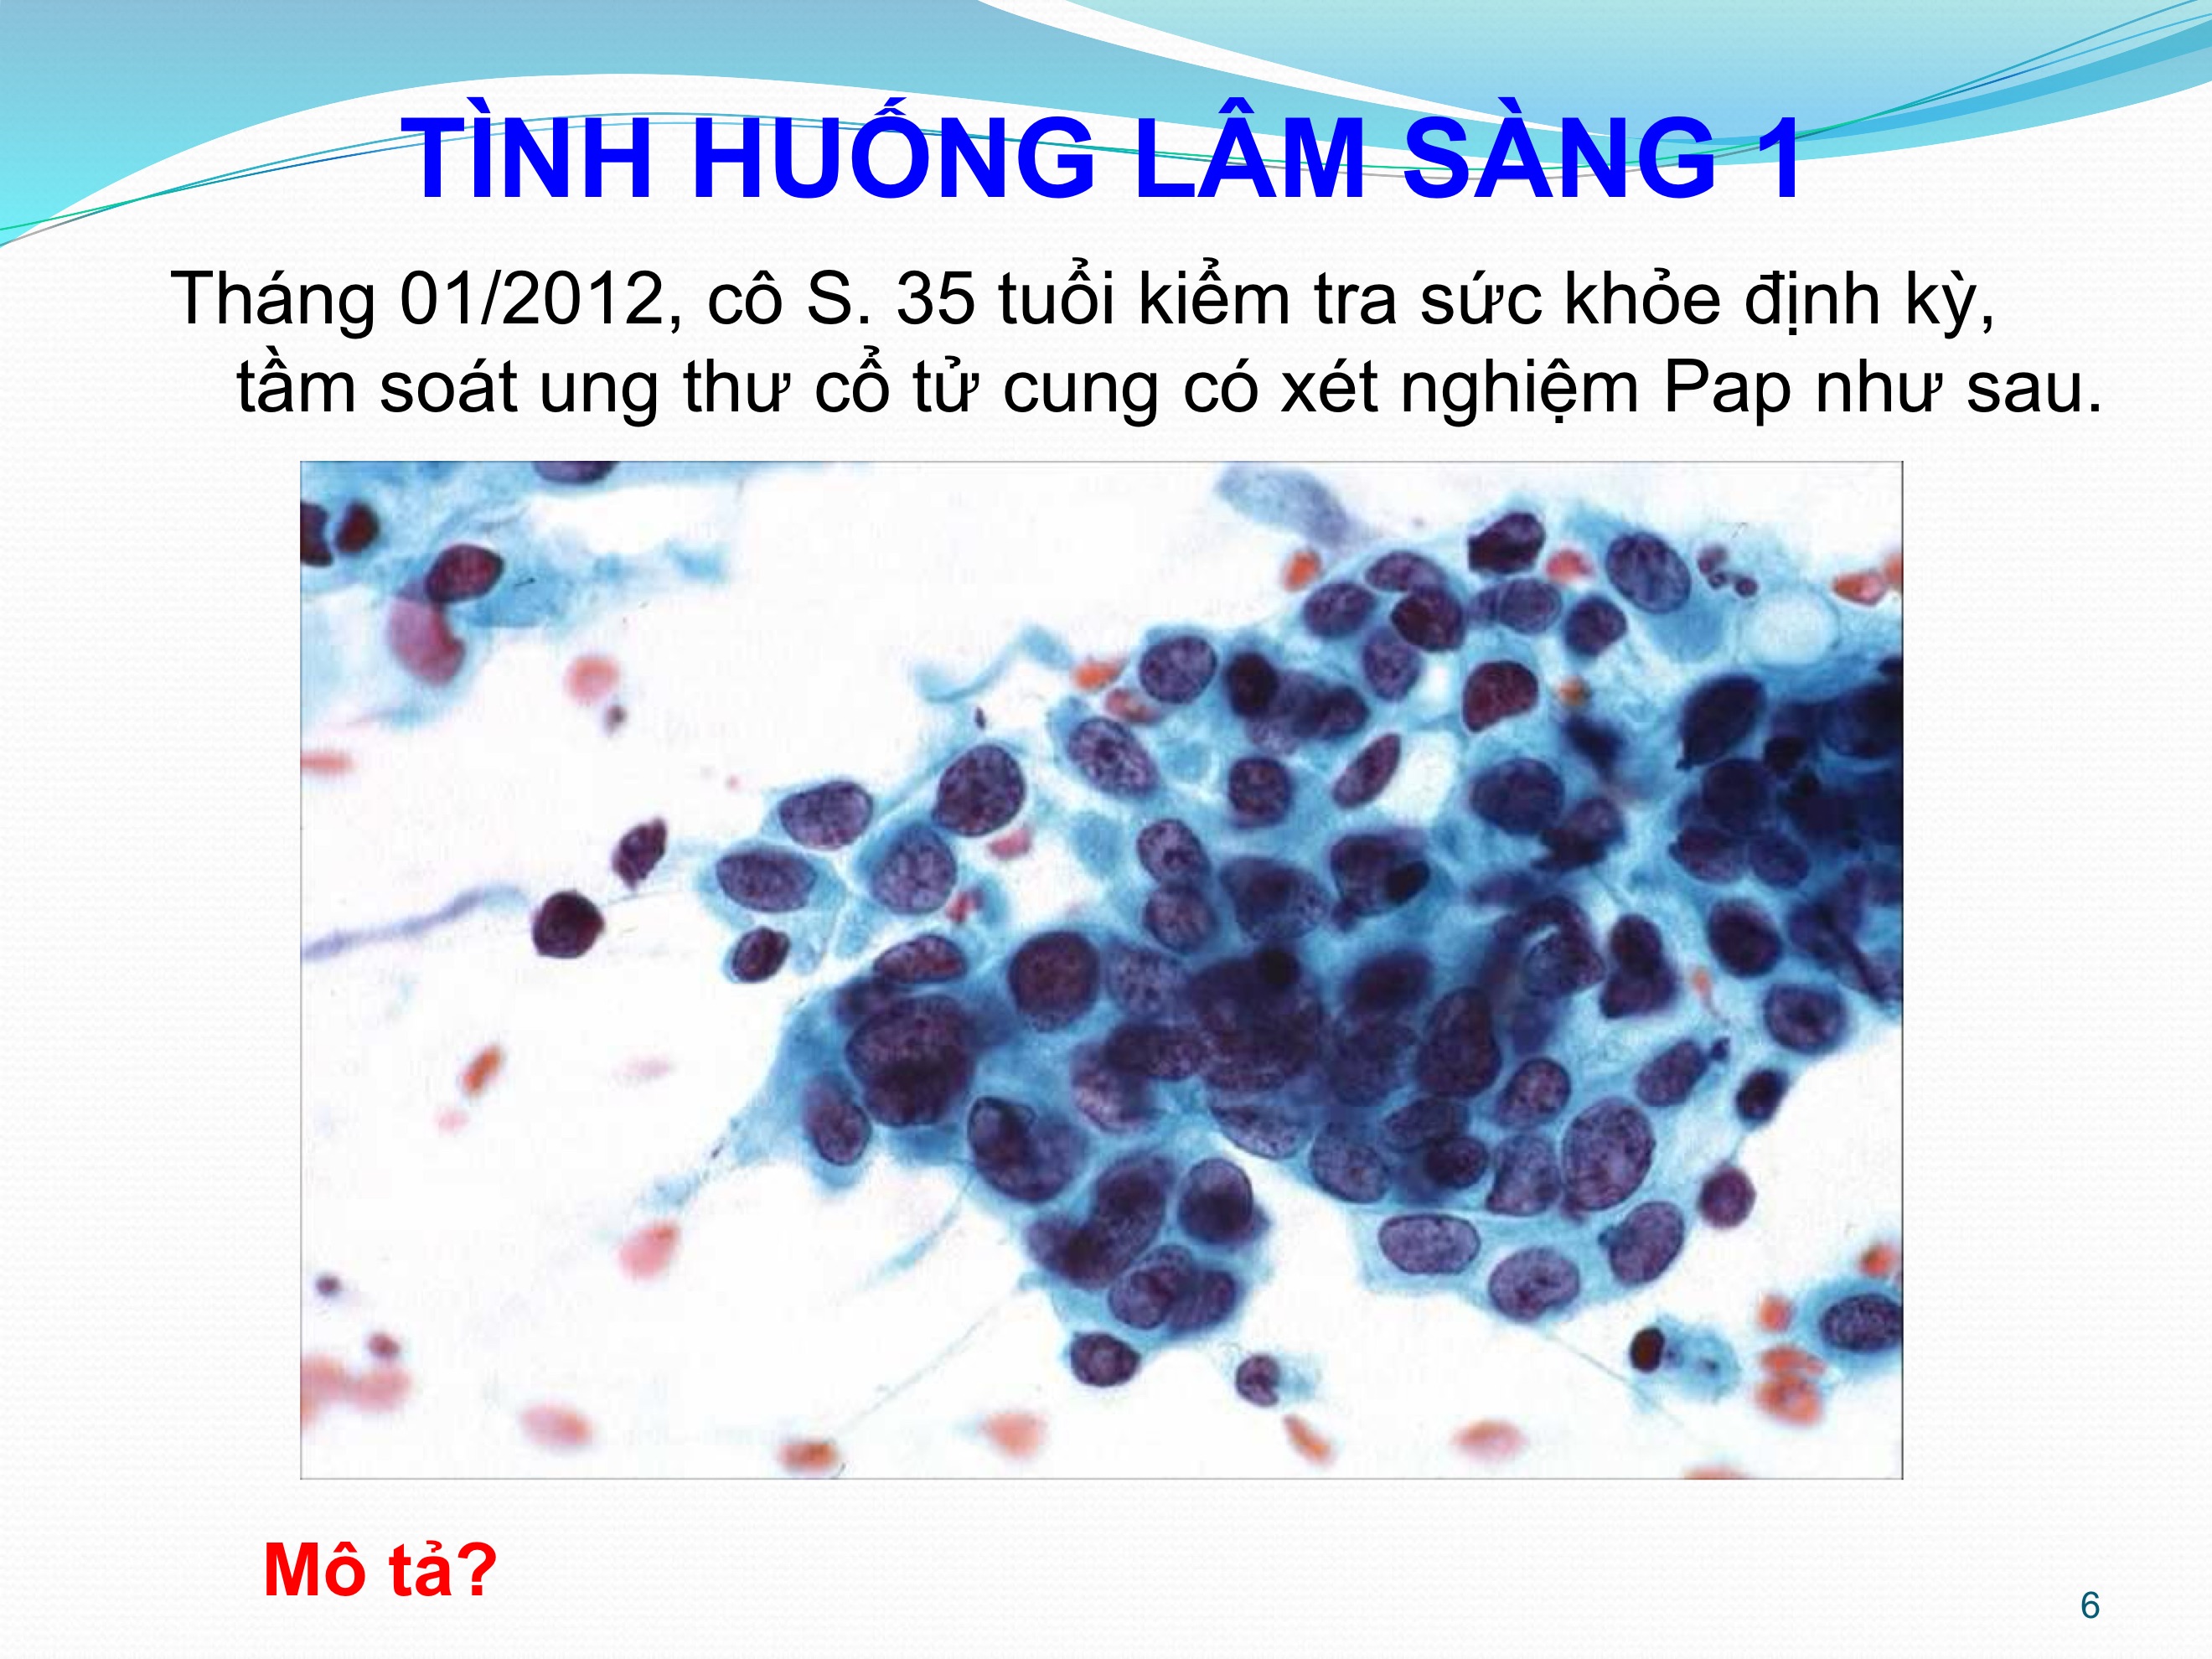 TÌNH HUỐNG LÂM SÀNG 1
Tháng 01/2012, cô S. 35 tuổi kiểm tra sức khỏe định kỳ,
tầm soát ung thư cổ tử cung có xét nghiệm Pap như sau.
Mô tả?
6